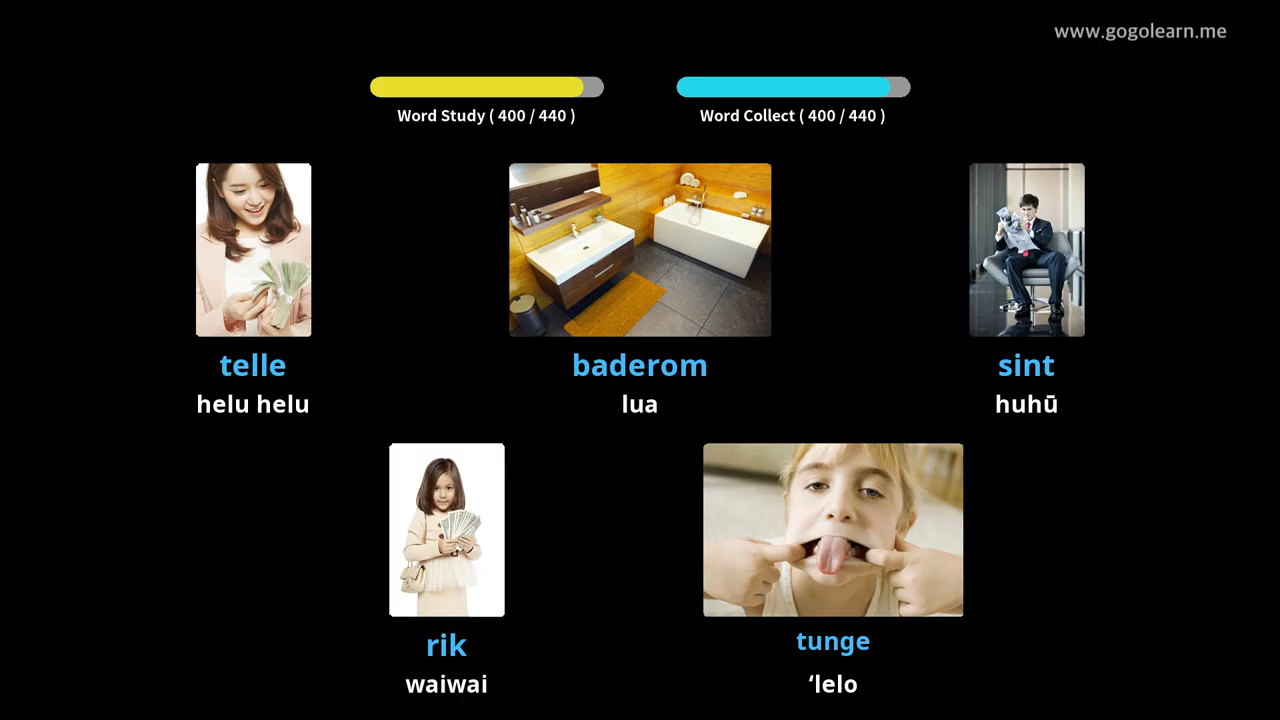 www.gogolearn.me
Word Study ( 400 / 440 )
Word Collect ( 400 / 440 )
telle
helu helu
baderom
lua
sint
huhū
rik
waiwai
tunge
‘lelo